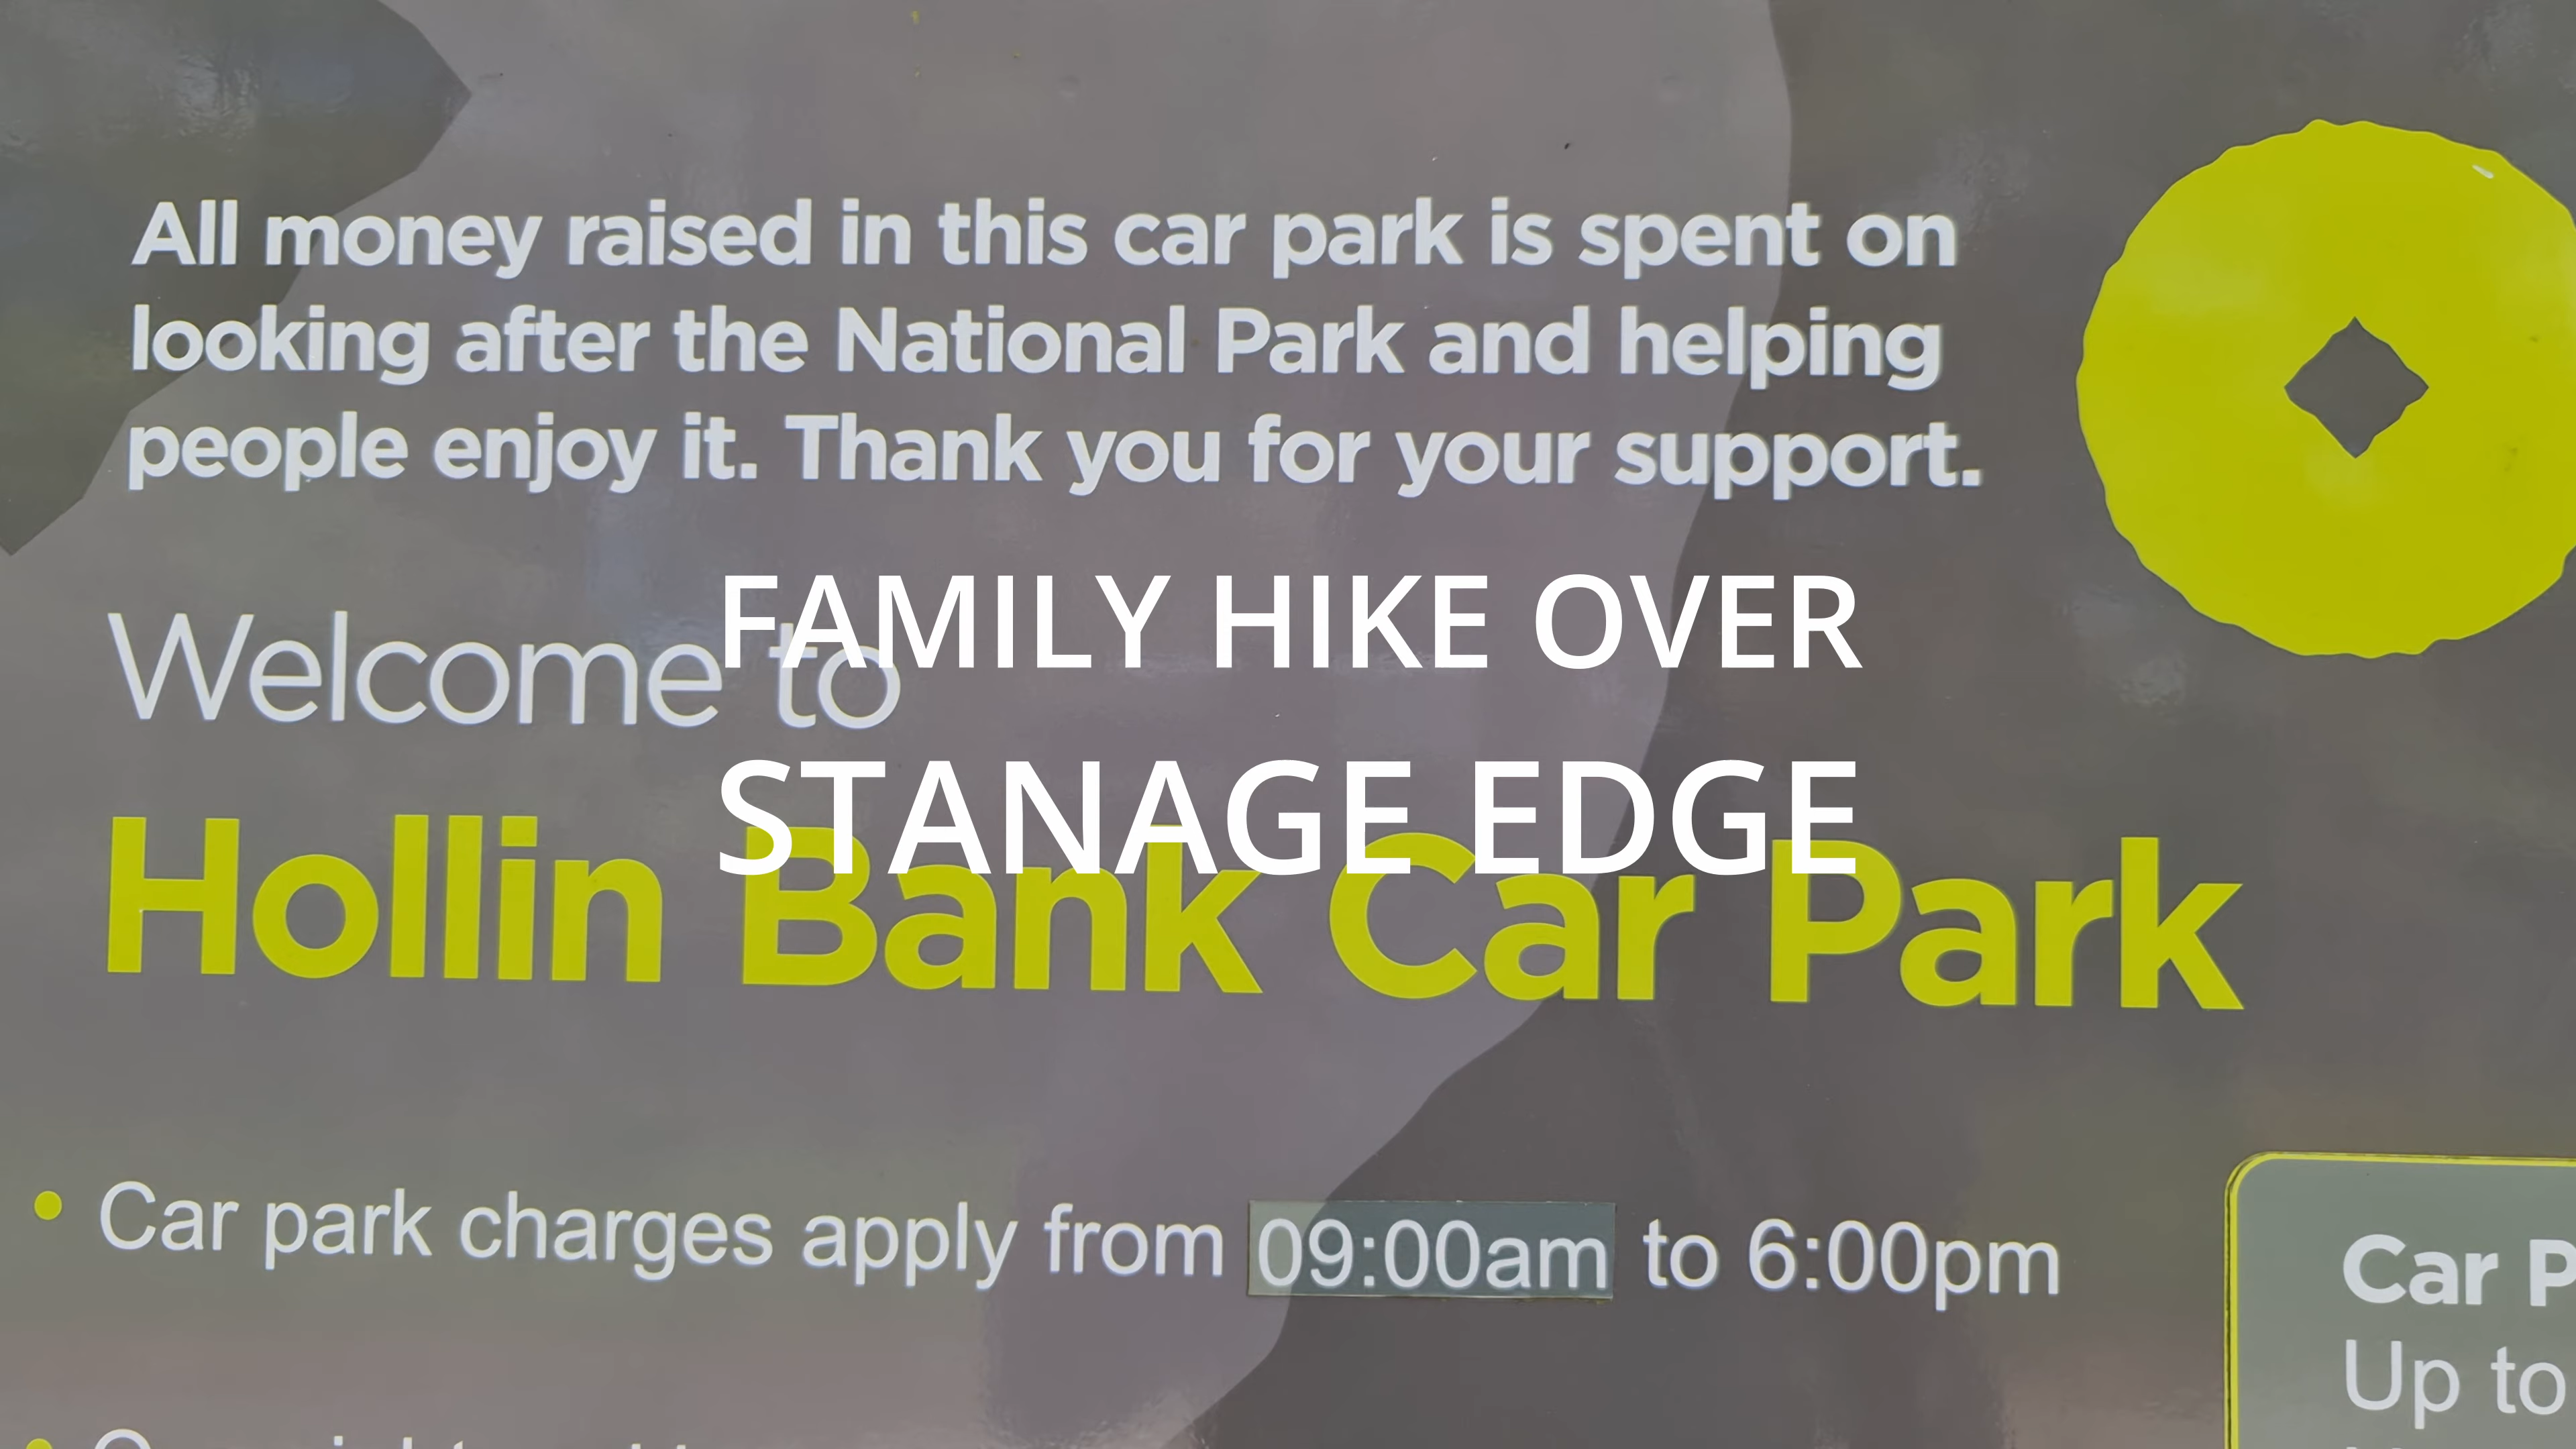 All money raised in this car park is spent on
looking after the National Park and helping
people enjoy it. Thank you for your support.
FAMILY HIKE OVER
Welcome to
STANAGE EDGE
Hollin Bank Car Park
• Car park charges apply from 09:00am to 6:00pm
Car P
Up to